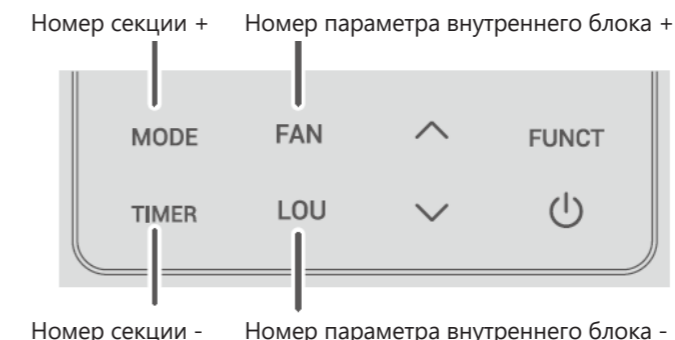 Номер секции + Номер параметра внутреннего блока +
MODE FAN FUNCT
TIMER LOU
Номер секции - Номер параметра внутреннего блока -